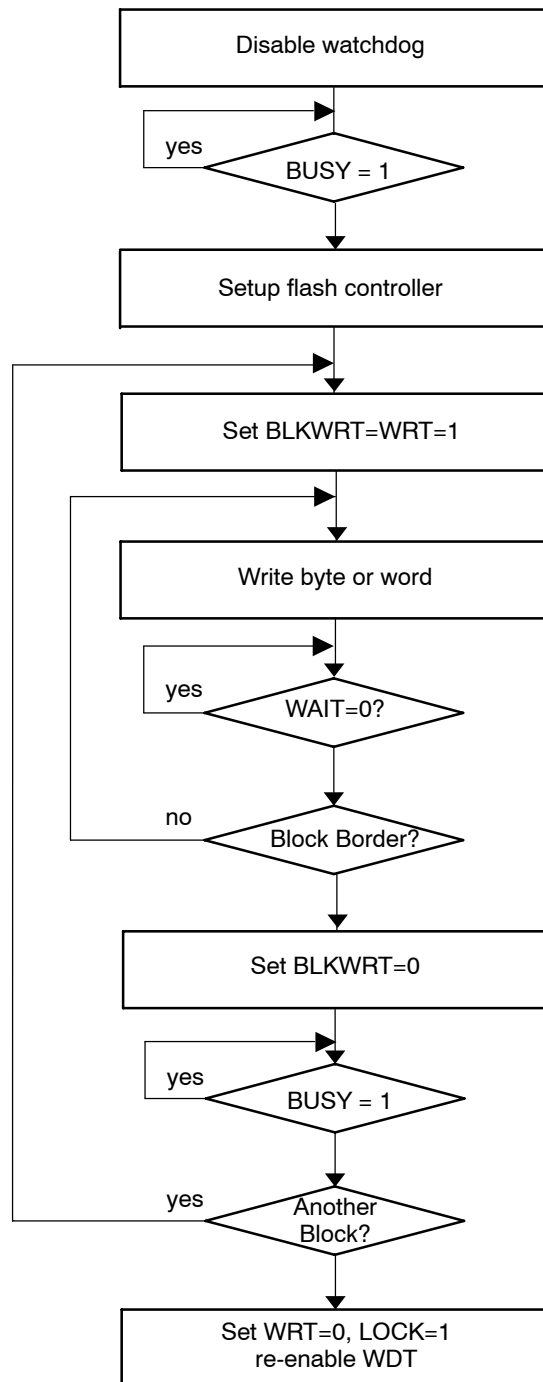 Disable watchdog
yes
BUSY = 1
Setup flash controller
Set BLKWRT=WRT=1
Write byte or word
yes
WAIT=0?
no
Block Border?
Set BLKWRT=0
yes
BUSY = 1
yes
Another
Block?
Set WRT=0, LOCK=1
re-enable WDT